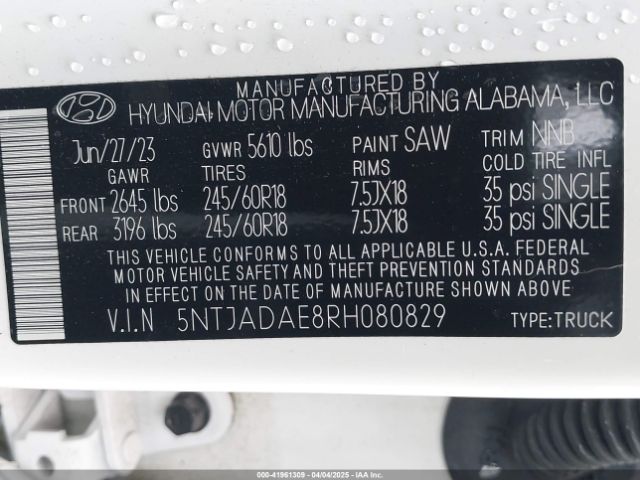 MANUFACTURED BY
HYUNDAI MOTOR MANUFACTURING ALABAMA, LLC
Jun/27/23 GVWR 5610 lbs PAINT SAW TRIM NNB
GAWR TIRES RIMS COLD TIRE INFL
FRONT 2645 lbs 245/60R18 7.5JX18 35 psi SINGLE
REAR 3196 lbs 245/60R18 7.5JX18 35 psi SINGLE
THIS VEHICLE CONFORMS TO ALL APPLICABLE U.S.A. FEDERAL
MOTOR VEHICLE SAFETY AND THEFT PREVENTION STANDARDS
IN EFFECT ON THE DATE OF MANUFACTURE SHOWN ABOVE.
V.I.N 5NTJADAE8RH080829 TYPE:TRUCK
000-41961309 - 04/04/2025 - COPYRIGHT © IAA, LLC